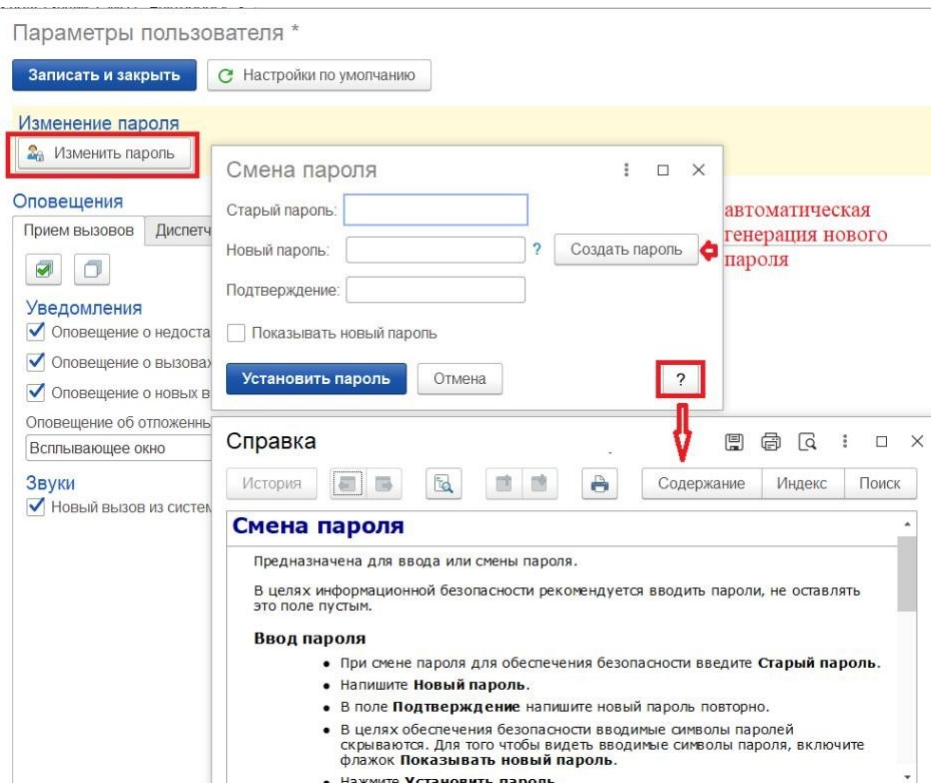 Параметры пользователя *
Записать и закрыть
Настройки по умолчанию
Изменение пароля
Изменить пароль
Смена пароля
Старый пароль:
Новый пароль:
?
Создать пароль
автоматическая
генерация нового
пароля
Подтверждение:
Показывать новый пароль
Установить пароль
Отмена
?
Оповещения
Прием вызовов
Диспетч
Уведомления
Оповещение о недоста
Оповещение о вызовах
Оповещение о новых в
Оповещение об отложеннь
Всплывающее окно
Звуки
Новый вызов из систем
Справка
История
Содержание
Индекс
Поиск
Смена пароля
Предназначена для ввода или смены пароля.
В целях информационной безопасности рекомендуется вводить пароли, не оставлять
это поле пустым.
Ввод пароля
• При смене пароля для обеспечения безопасности введите Старый пароль.
• Напишите Новый пароль.
• В поле Подтверждение напишите новый пароль повторно.
• В целях обеспечения безопасности вводимые символы паролей
скрываются. Для того чтобы видеть вводимые символы пароля, включите
флажок Показывать новый пароль.
• Нажмите Установить пароль.